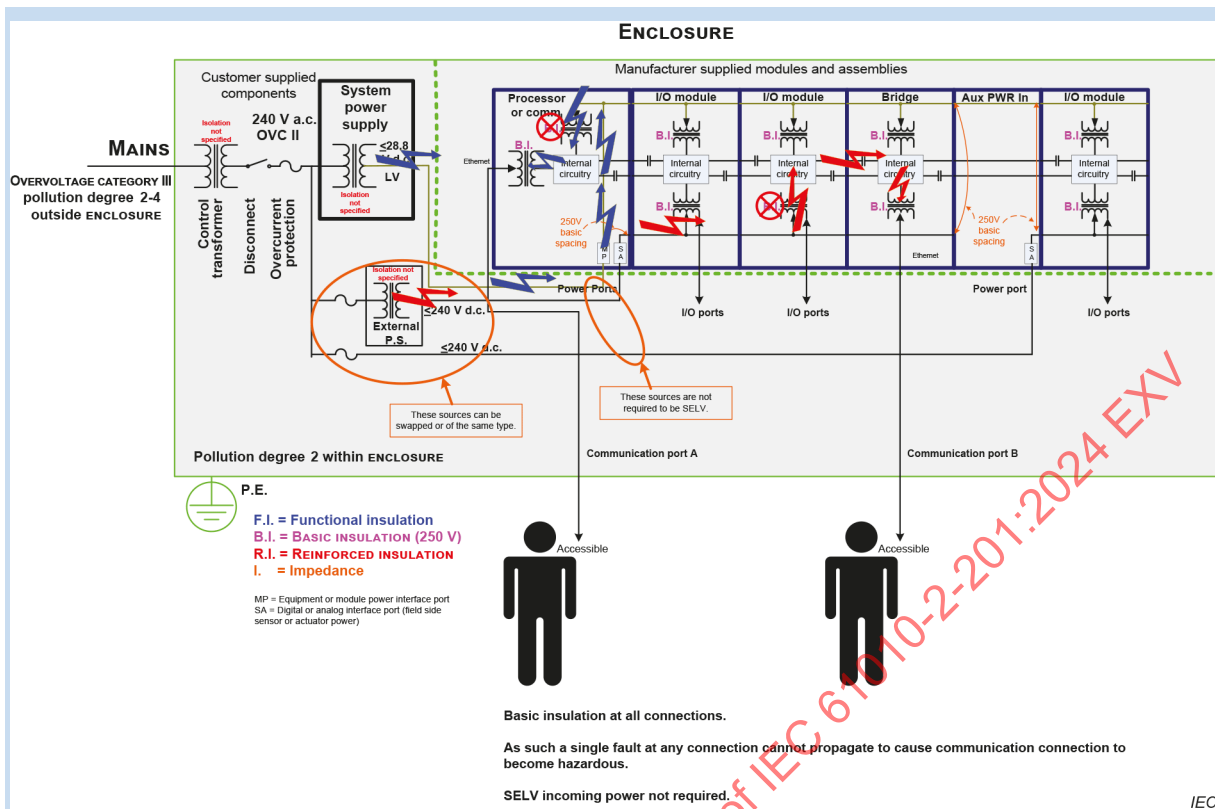 ENCLOSURE
Customer supplied
components
Manufacturer supplied modules and assemblies
System
power
supply
Isolation
not
specified
240 V a.c.
OVC II
≤28.8
LV
Isolation
not
specified
MAINS
OVERVOLTAGE CATEGORY III
pollution degree 2-4
outside ENCLOSURE
Control
transformer
Disconnect
Overcurrent
protection
Processor
or comm.
I/O module
I/O module
Bridge
Aux PWR In
I/O module
B.I.
B.I.
B.I.
B.I.
B.I.
B.I.
Ethernet
Internal
circuitry
Internal
circuitry
Internal
circuitry
Internal
circuitry
Internal
circuitry
B.I.
B.I.
B.I.
B.I.
250V
basic
spacing
250V
basic
spacing
MP
SA
Ethernet
SA
Isolation not
specified
External
P.S.
≤240 V d.c.
≤240 V d.c.
Power Ports
I/O ports
I/O ports
Power port
I/O ports
These sources can be
swapped or of the same type.
These sources are not
required to be SELV.
Pollution degree 2 within ENCLOSURE
Communication port A
Communication port B
P.E.
F.I. = Functional insulation
B.I. = BASIC INSULATION (250 V)
R.I. = REINFORCED INSULATION
I. = Impedance
MP = Equipment or module power interface port
SA = Digital or analog interface port (field side
sensor or actuator power)
Accessible
Accessible
Basic insulation at all connections.
As such a single fault at any connection cannot propagate to cause communication connection to
become hazardous.
SELV incoming power not required.
IEC
of IEC 61010-2-201:2024 EXV